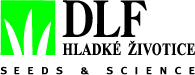 DLF
HLADKÉ ŽIVOTICE
SEEDS & SCIENCE